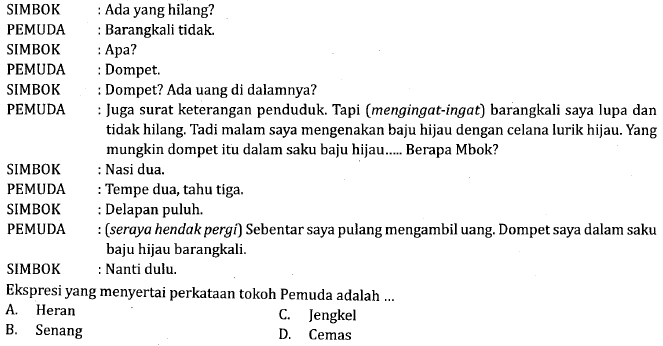 SIMBOK : Ada yang hilang?
PEMUDA : Barangkali tidak.
SIMBOK : Apa?
PEMUDA : Dompet.
SIMBOK : Dompet? Ada uang di dalamnya?
PEMUDA : Juga surat keterangan penduduk. Tapi (mengingat-ingat) barangkali saya lupa dan
tidak hilang. Tadi malam saya mengenakan baju hijau dengan celana lurik hijau. Yang
mungkin dompet itu dalam saku baju hijau..... Berapa Mbok?
SIMBOK : Nasi dua.
PEMUDA : Tempe dua, tahu tiga.
SIMBOK : Delapan puluh.
PEMUDA : (seraya hendak pergi) Sebentar saya pulang mengambil uang. Dompet saya dalam saku
baju hijau barangkali.
SIMBOK : Nanti dulu.
Ekspresi yang menyertai perkataan tokoh Pemuda adalah ...
A. Heran
C. Jengkel
B. Senang
D. Cemas